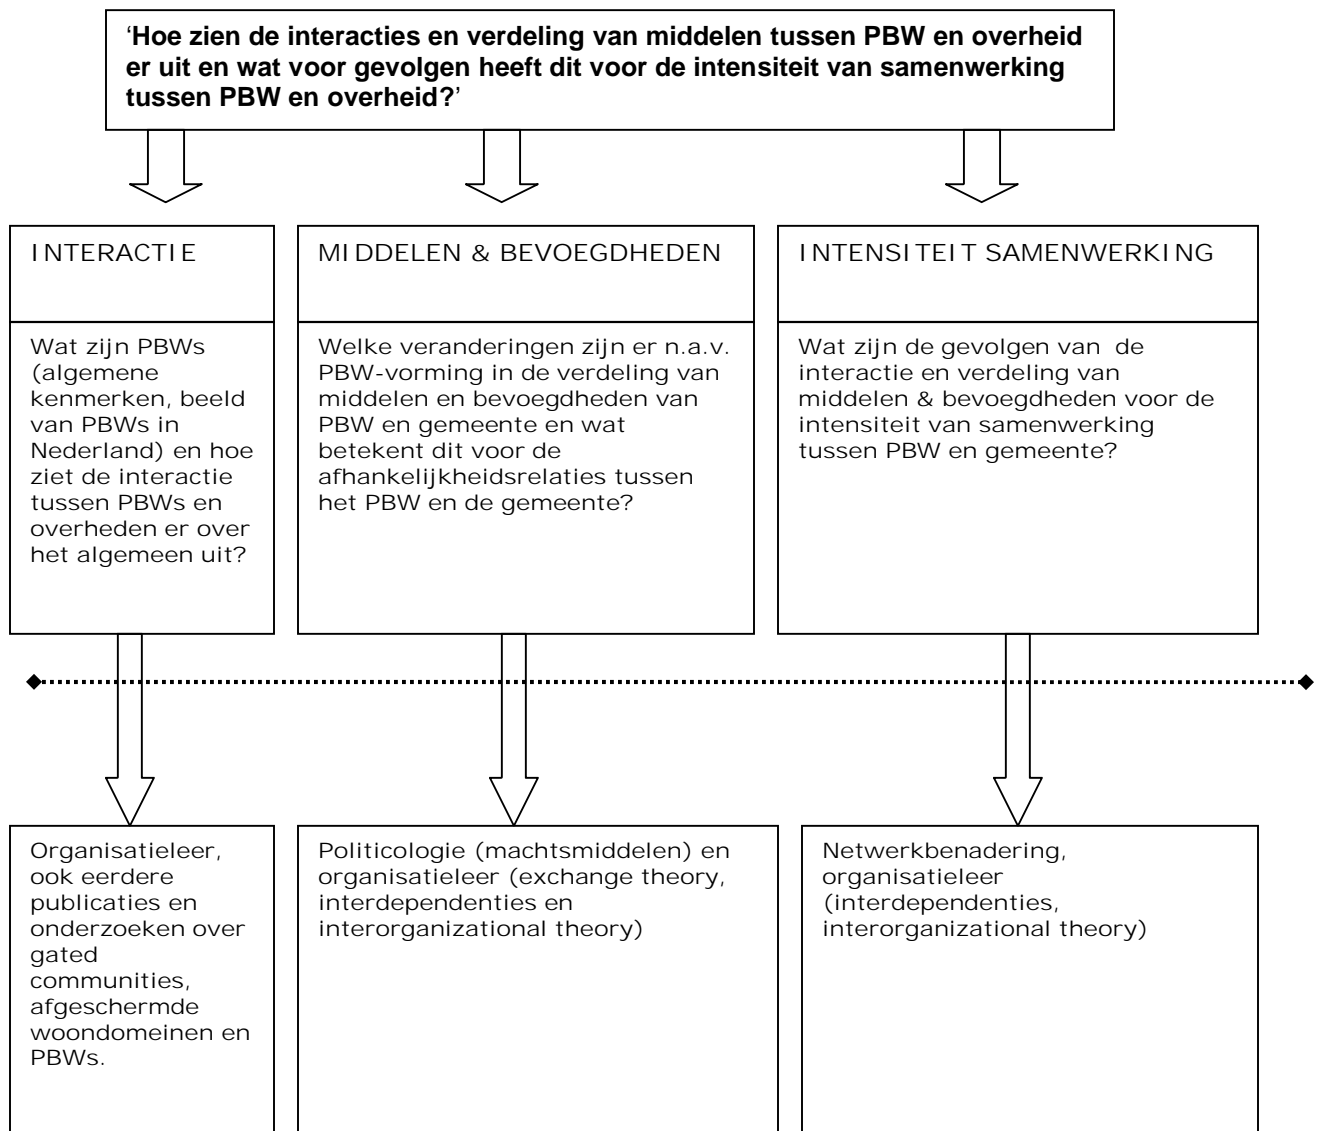 ‘Hoe zien de interacties en verdeling van middelen tussen PBW en overheid
er uit en wat voor gevolgen heeft dit voor de intensiteit van samenwerking
tussen PBW en overheid?’
INTERACTIE
Wat zijn PBWs
(algemene
kenmerken, beeld
van PBWs in
Nederland) en hoe
ziet de interactie
tussen PBWs en
overheden er over
het algemeen uit?
MIDDELEN & BEVOEGDHEDEN
Welke veranderingen zijn er n.a.v.
PBW-vorming in de verdeling van
middelen en bevoegdheden van
PBW en gemeente en wat
betekent dit voor de
afhankelijkheidsrelaties tussen
het PBW en de gemeente?
INTENSITEIT SAMENWERKING
Wat zijn de gevolgen van de
interactie en verdeling van
middelen & bevoegdheden voor de
intensiteit van samenwerking
tussen PBW en gemeente?
Organisatieleer,
ook eerdere
publicaties en
onderzoeken over
gated
communities,
afgeschermde
woondomeinen en
PBWs.
Politicologie (machtsmiddelen) en
organisatieleer (exchange theory,
interdependenties en
interorganizational theory)
Netwerkbenadering,
organisatieleer
(interdependenties,
interorganizational theory)